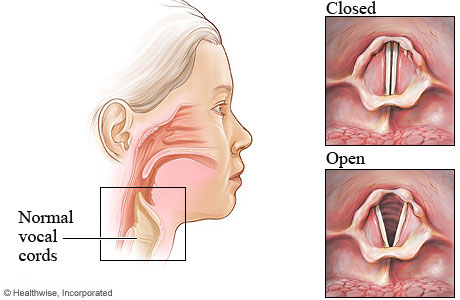 Closed
Open
Normal
vocal
cords
© Healthwise, Incorporated